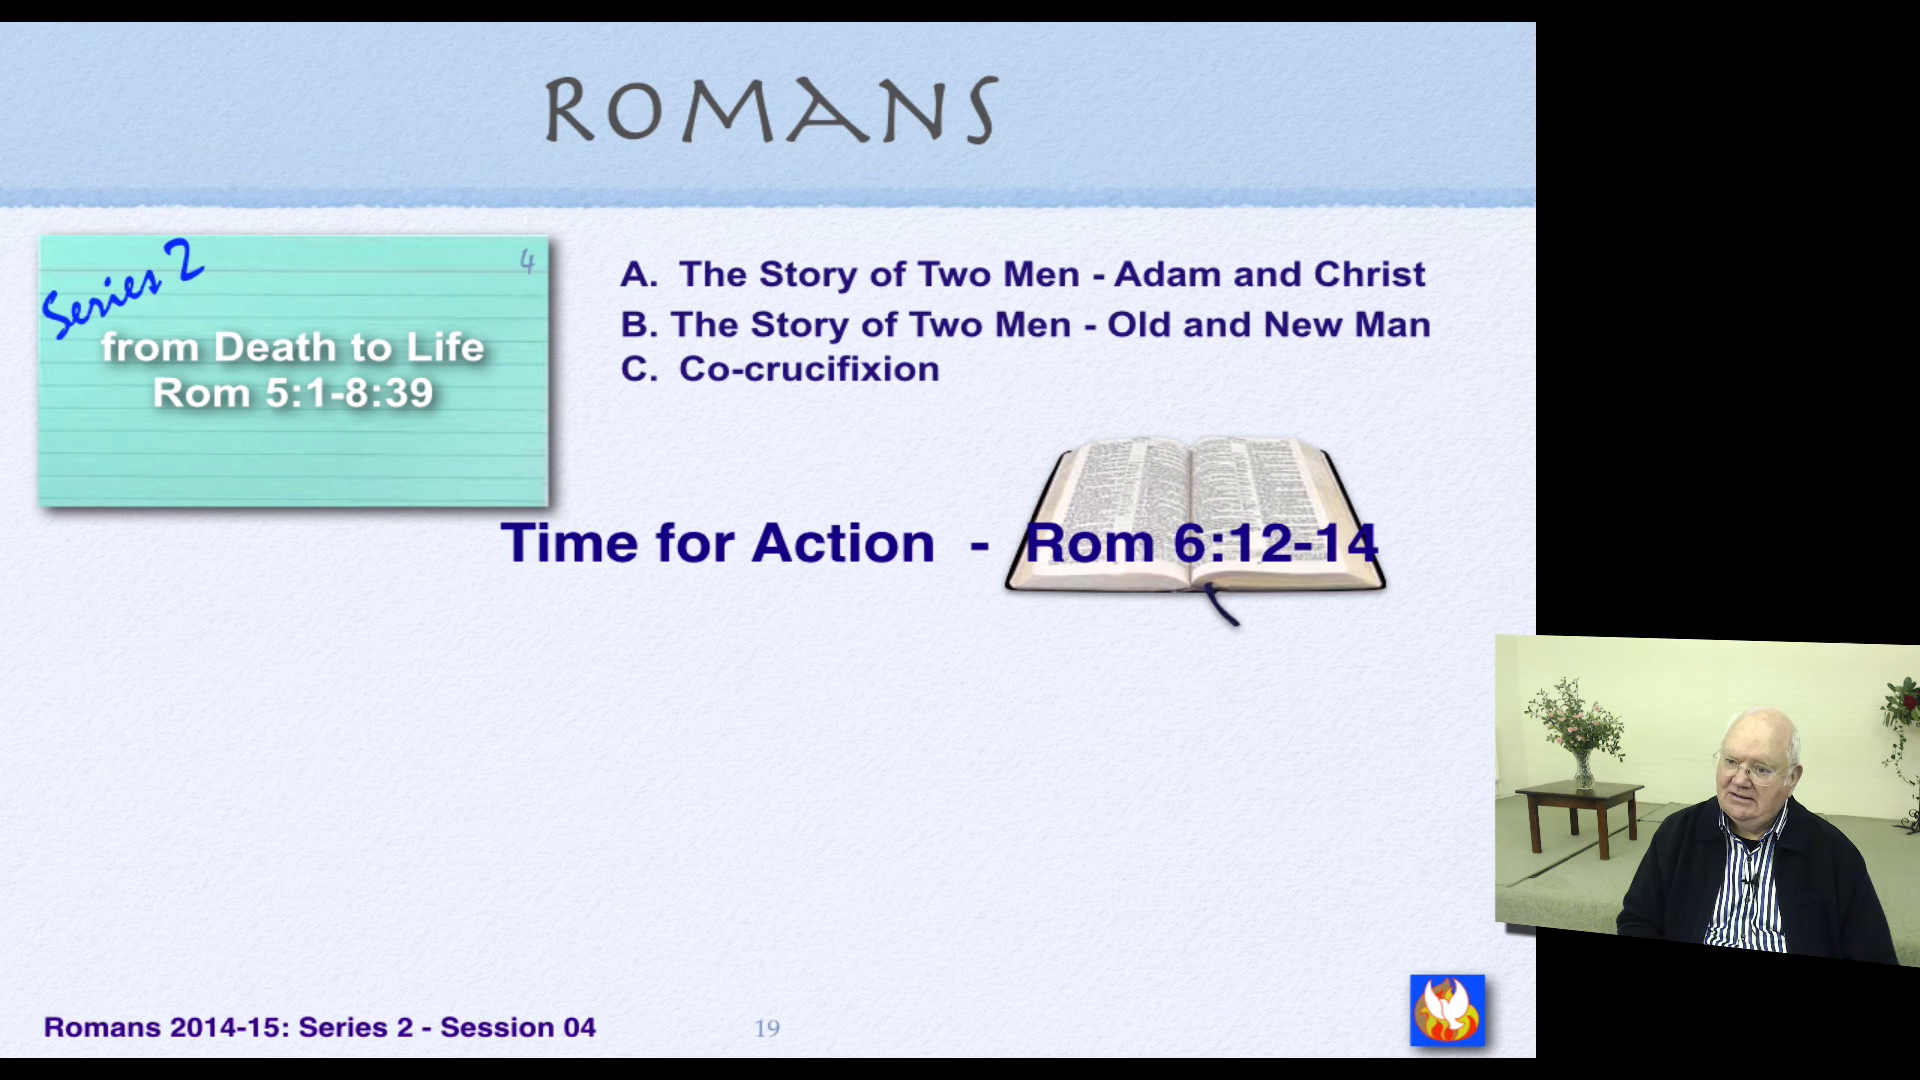 ROMANS
Series 2
4
from Death to Life
Rom 5:1-8:39
A. The Story of Two Men - Adam and Christ
B. The Story of Two Men - Old and New Man
C. Co-crucifixion
Time for Action - Rom 6:12-14
Romans 2014-15: Series 2 - Session 04
19